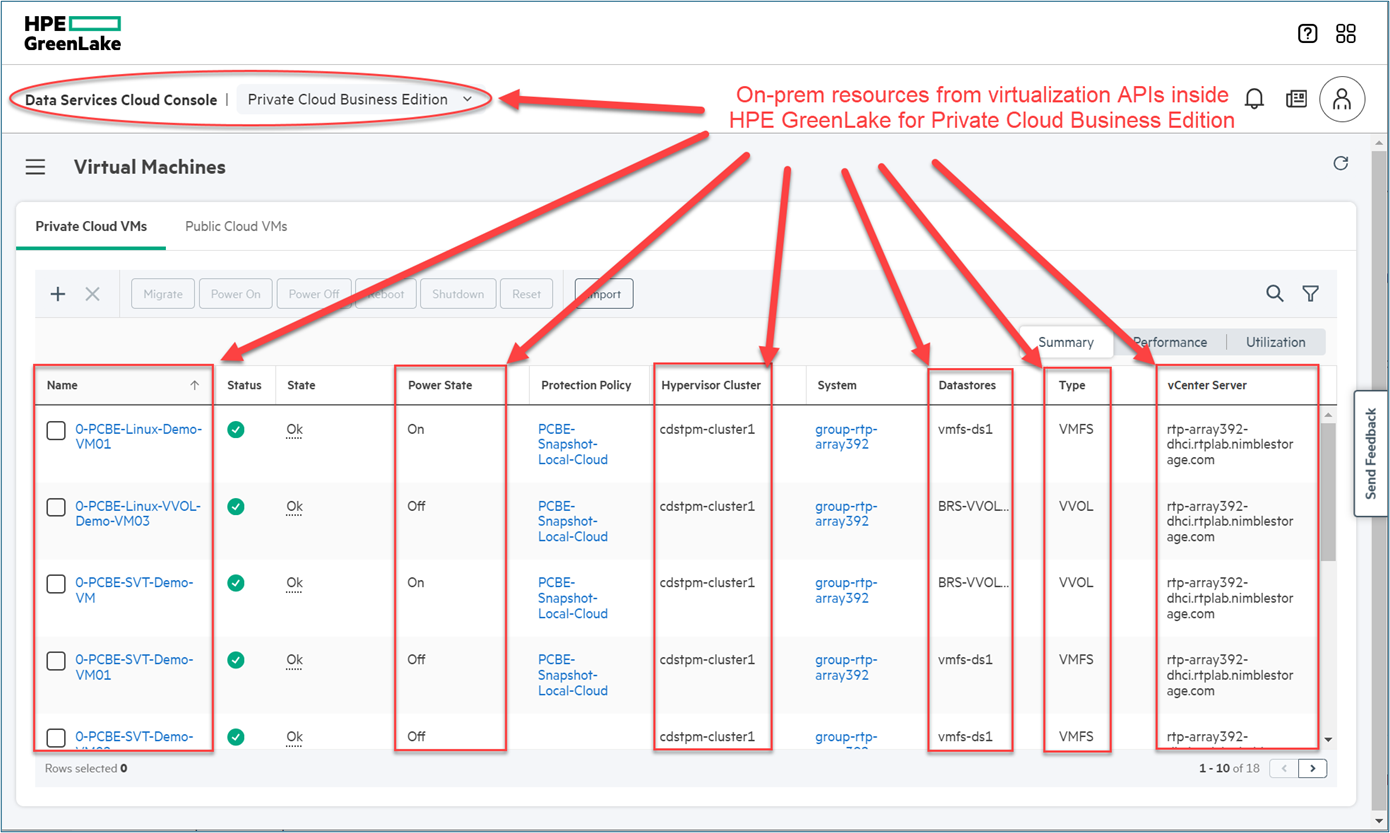 HPE
GreenLake
Data Services Cloud Console | Private Cloud Business Edition
On-prem resources from virtualization APIs inside
HPE GreenLake for Private Cloud Business Edition
Virtual Machines
Private Cloud VMs Public Cloud VMs
Migrate Power On Power Off Reboot Shutdown Reset Import
Summary Performance Utilization
Name Status State Power State Protection Policy Hypervisor Cluster System Datastores Type vCenter Server
0-PCBE-Linux-Demo- Ok On PCBE- cdstpm-cluster1 group-rtp- vmfs-ds1 VMFS rtp-array392-
VM01 Snapshot- array392 dhci.rtplab.nimblestor
Local-Cloud age.com
0-PCBE-Linux-VVOL- Ok Off PCBE- cdstpm-cluster1 group-rtp- BRS-VVOL... VVOL rtp-array392-
Demo-VM03 Snapshot- array392 dhci.rtplab.nimblestor
Local-Cloud age.com
0-PCBE-SVT-Demo- Ok On PCBE- cdstpm-cluster1 group-rtp- BRS-VVOL... VVOL rtp-array392-
VM Snapshot- array392 dhci.rtplab.nimblestor
Local-Cloud age.com
0-PCBE-SVT-Demo- Ok Off PCBE- cdstpm-cluster1 group-rtp- vmfs-ds1 VMFS rtp-array392-
VM01 Snapshot- array392 dhci.rtplab.nimblestor
Local-Cloud age.com
0-PCBE-SVT-Demo- Ok Off cdstpm-cluster1 group-rtp- vmfs-ds1 VMFS rtp-array392-
Rows selected 0 1 - 10 of 18
Send Feedback